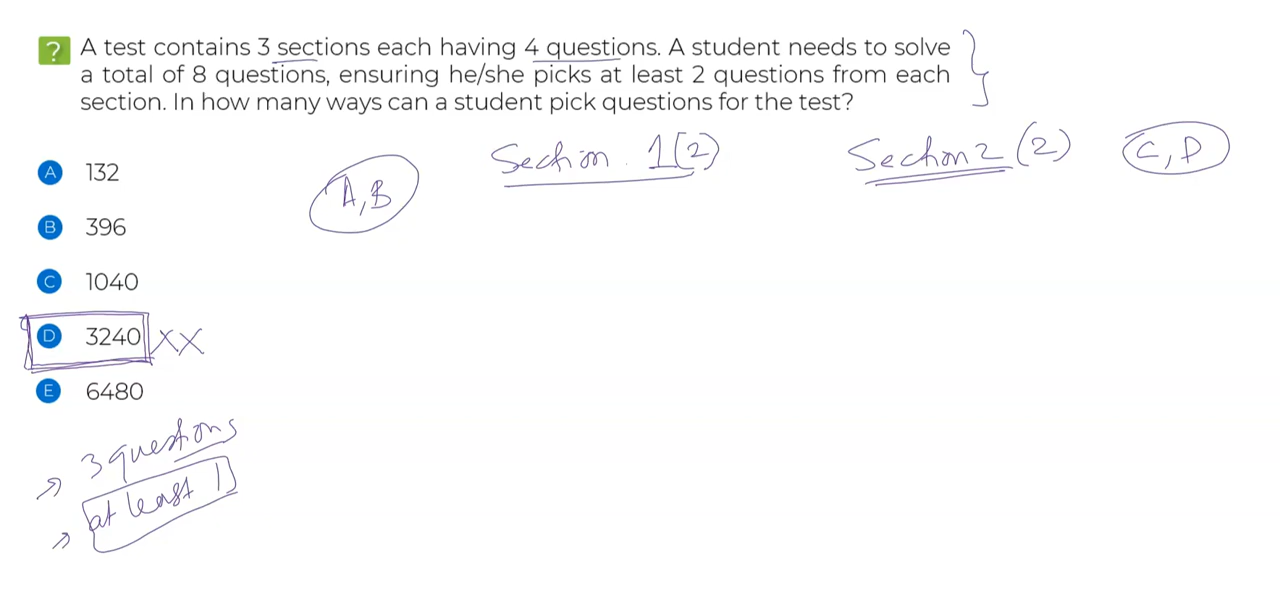 ? A test contains 3 sections each having 4 questions. A student needs to solve
a total of 8 questions, ensuring he/she picks at least 2 questions from each
section. In how many ways can a student pick questions for the test?
Section 1 (2)
Section 2 (2)
C, D
A, B
A 132
B 396
C 1040
D 3240 XX
E 6480
→ 3 questions
→ at least 1